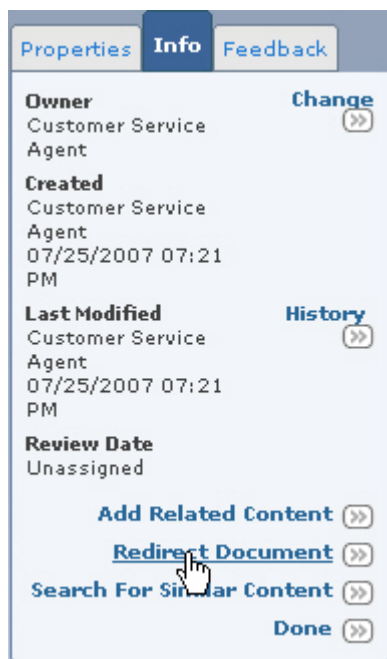 Properties Info Feedback
Owner Change
Customer Service
Agent
Created
Customer Service
Agent
07/25/2007 07:21
PM
Last Modified History
Customer Service
Agent
07/25/2007 07:21
PM
Review Date
Unassigned
Add Related Content
Redirect Document
Search For Similar Content
Done